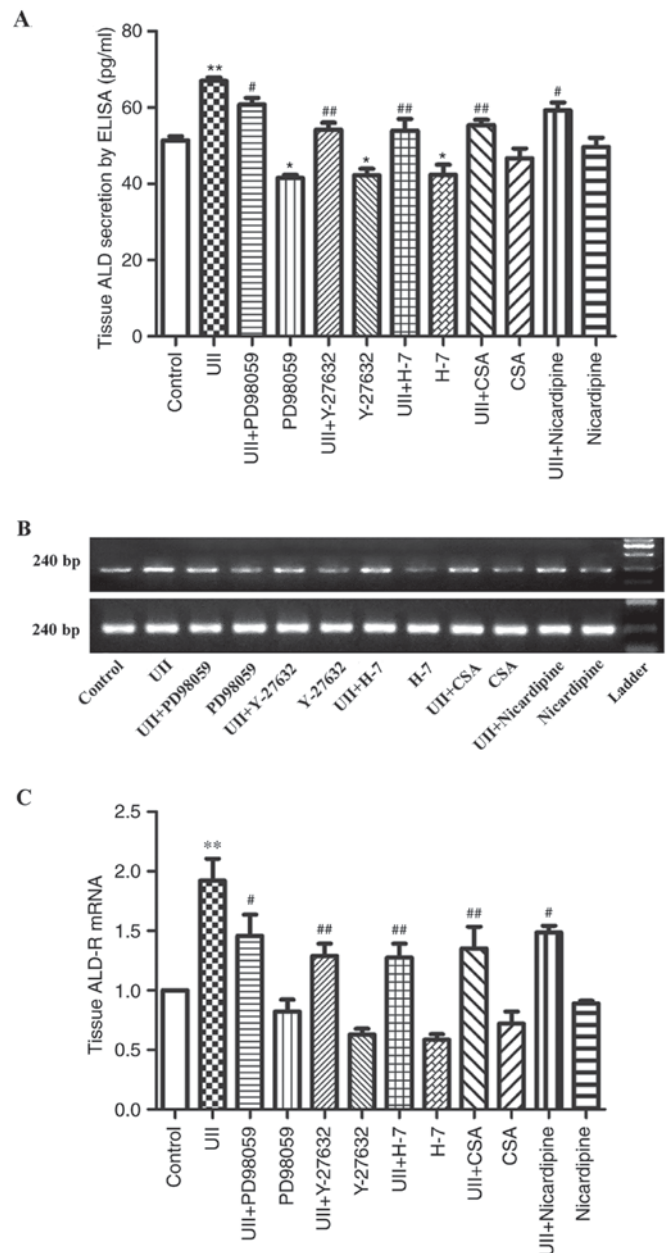 A
Tissue ALD secretion by ELISA (pg/ml)
80
60
40
20
0
**
#
*
##
*
##
*
##
#
Control
UII
UII+PD98059
PD98059
UII+Y-27632
Y-27632
UII+H-7
H-7
UII+CSA
CSA
UII+Nicardipine
Nicardipine
B
240 bp
240 bp
Control
UII
UII+PD98059
PD98059
UII+Y-27632
Y-27632
UII+H-7
H-7
UII+CSA
CSA
UII+Nicardipine
Nicardipine
Ladder
C
Tissue ALD-R mRNA
2.5
2.0
1.5
1.0
0.5
0.0
**
#
##
##
##
#
Control
UII
UII+PD98059
PD98059
UII+Y-27632
Y-27632
UII+H-7
H-7
UII+CSA
CSA
UII+Nicardipine
Nicardipine